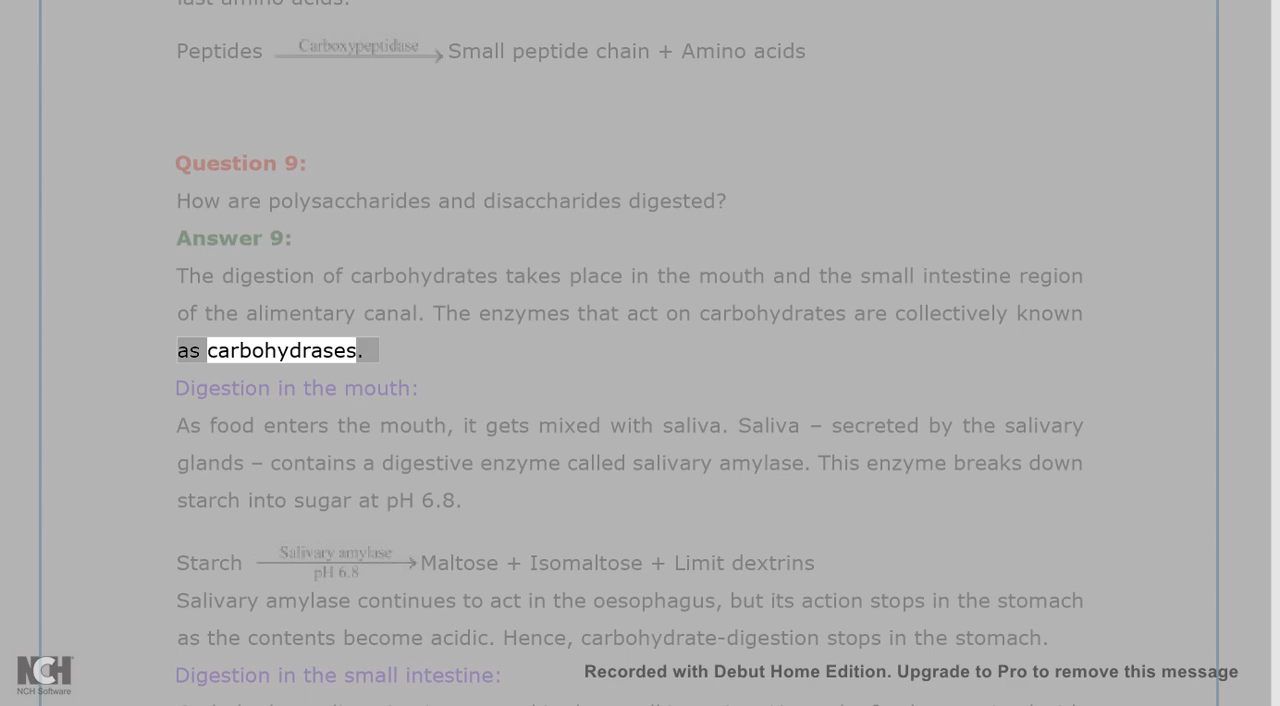 last amino acids.
Peptides Carboxypeptidase Small peptide chain + Amino acids
Question 9:
How are polysaccharides and disaccharides digested?
Answer 9:
The digestion of carbohydrates takes place in the mouth and the small intestine region
of the alimentary canal. The enzymes that act on carbohydrates are collectively known
as carbohydrases.
Digestion in the mouth:
As food enters the mouth, it gets mixed with saliva. Saliva – secreted by the salivary
glands – contains a digestive enzyme called salivary amylase. This enzyme breaks down
starch into sugar at pH 6.8.
Starch Salivary amylase pH 6.8 Maltose + Isomaltose + Limit dextrins
Salivary amylase continues to act in the oesophagus, but its action stops in the stomach
as the contents become acidic. Hence, carbohydrate-digestion stops in the stomach.
Digestion in the small intestine:
NCH
NCH Software
Recorded with Debut Home Edition. Upgrade to Pro to remove this message